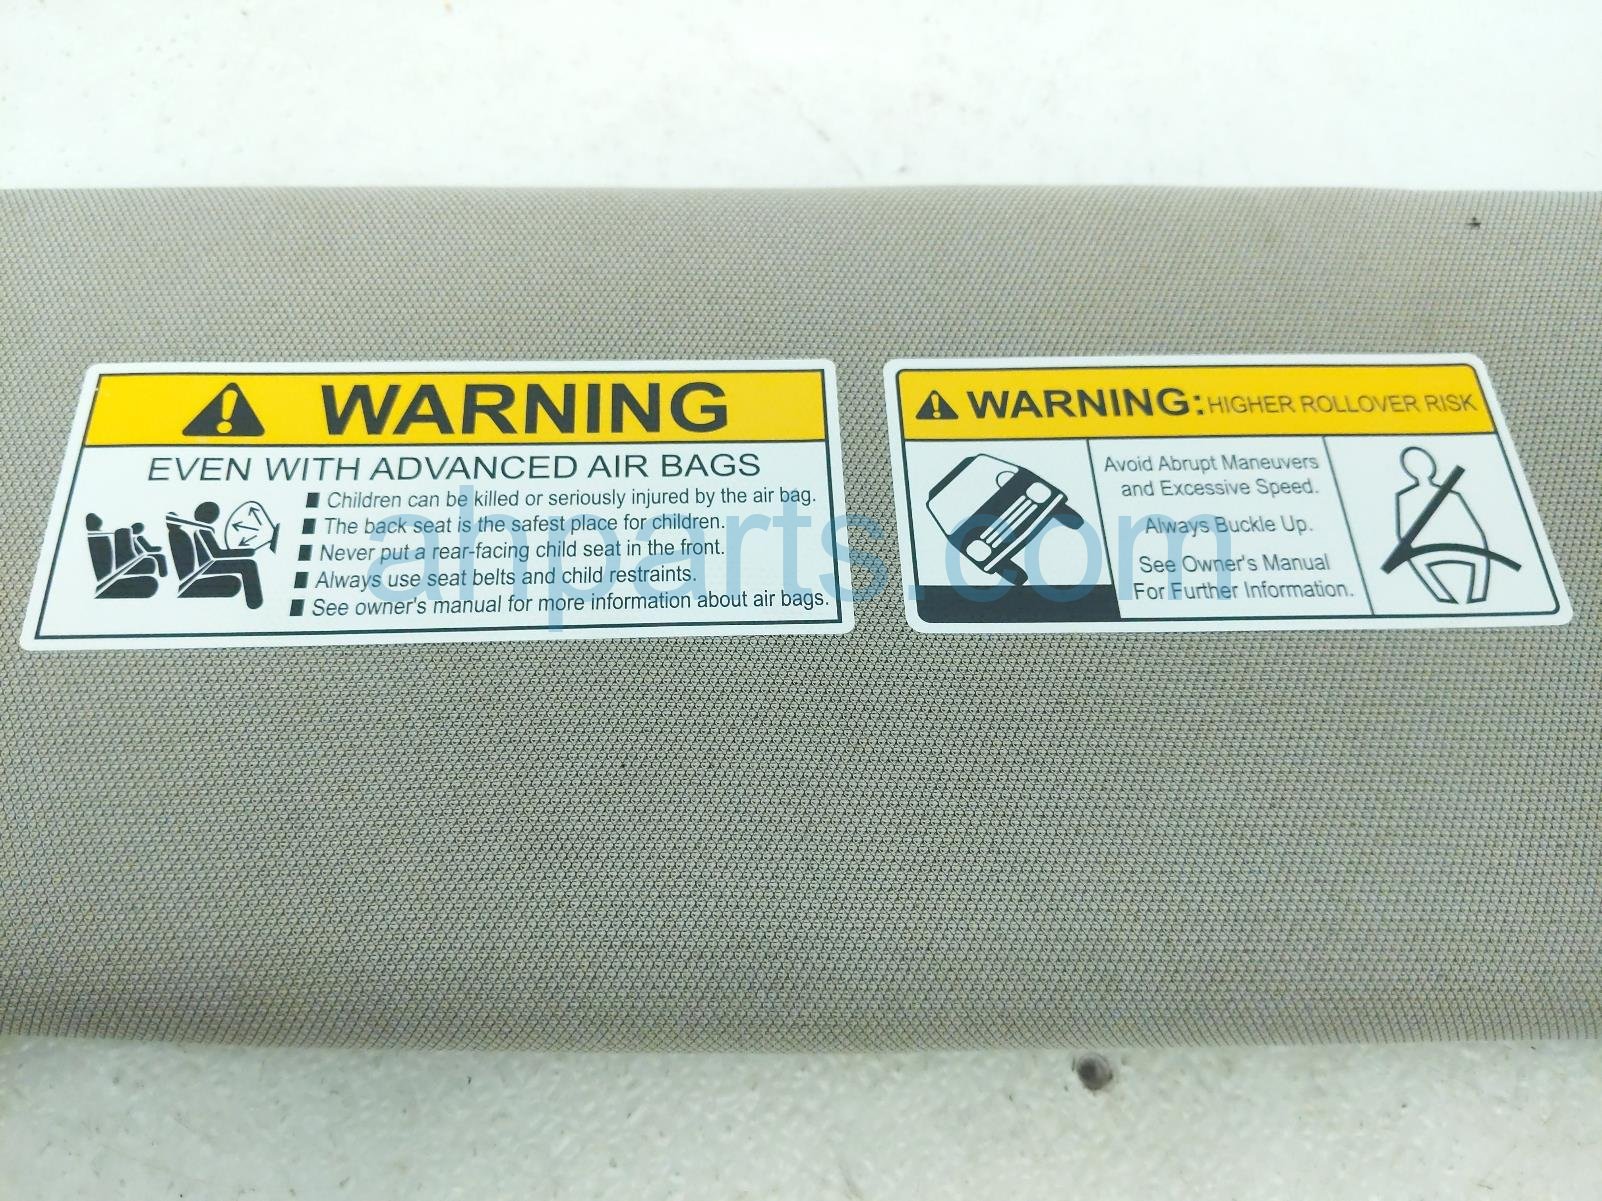 WARNING
EVEN WITH ADVANCED AIR BAGS
■ Children can be killed or seriously injured by the air bag.
■ The back seat is the safest place for children.
■ Never put a rear-facing child seat in the front.
■ Always use seat belts and child restraints.
■ See owner's manual for more information about air bags.
WARNING: HIGHER ROLLOVER RISK
Avoid Abrupt Maneuvers
and Excessive Speed.
Always Buckle Up.
See Owner's Manual
For Further Information.
ahparts.com